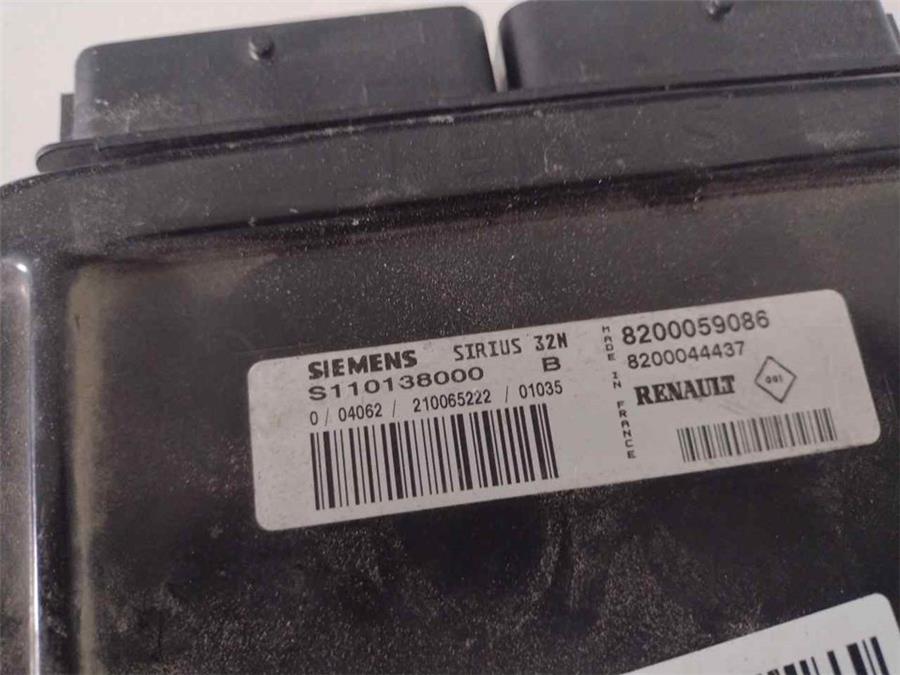 SIEMENS SIRIUS 32N
S110138000 B
0 / 04062 / 210065222 / 01035
MADE IN FRANCE
8200059086
8200044437
RENAULT